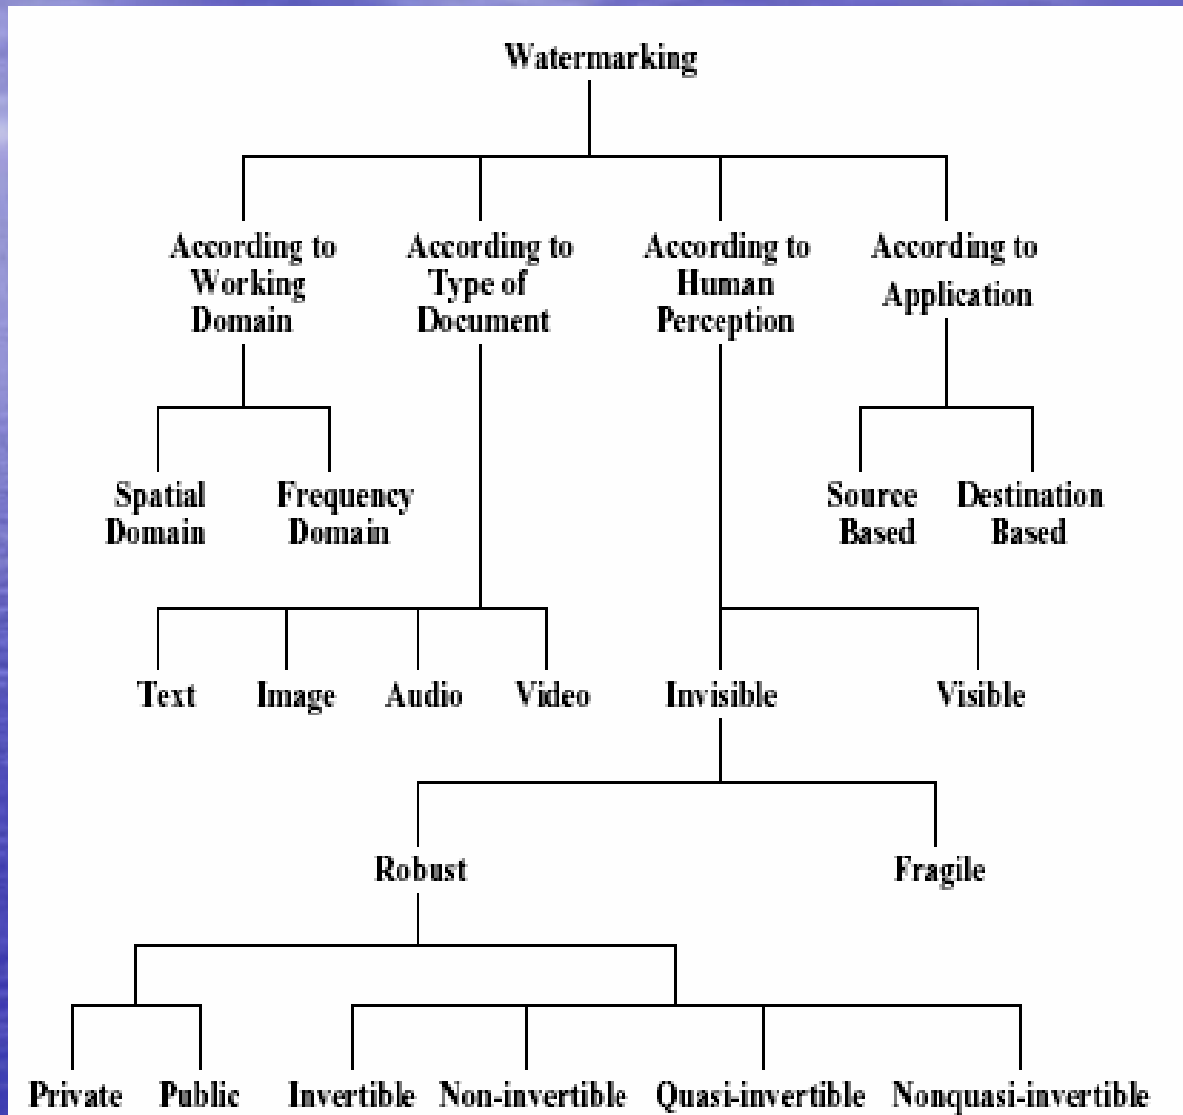 Watermarking
According to
Working
Domain
According to
Type of
Document
According to
Human
Perception
According to
Application
Spatial
Domain
Frequency
Domain
Source
Based
Destination
Based
Text
Image
Audio
Video
Invisible
Visible
Robust
Fragile
Private
Public
Invertible
Non-invertible
Quasi-invertible
Nonquasi-invertible